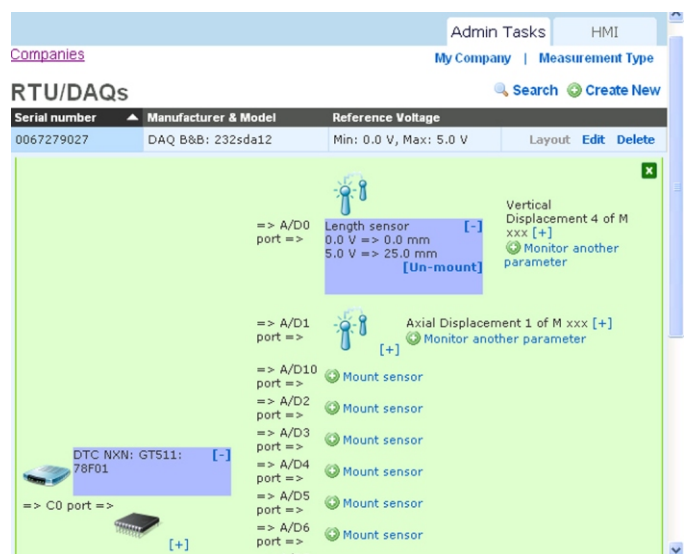 Admin Tasks HMI
Companies
My Company | Measurement Type
RTU/DAQs
Search Create New
Serial number Manufacturer & Model Reference Voltage
0067279027 DAQ B&B: 232sda12 Min: 0.0 V, Max: 5.0 V Layout Edit Delete
x
=> A/D0
port =>
Length sensor [-]
0.0 V => 0.0 mm
5.0 V => 25.0 mm
[Un-mount]
Vertical
Displacement 4 of M
xxx [+]
Monitor another
parameter
=> A/D1
port =>
[+]
Axial Displacement 1 of M xxx [+]
Monitor another parameter
=> A/D10
port =>
Mount sensor
=> A/D2
port =>
Mount sensor
=> A/D3
port =>
Mount sensor
DTC NXN: GT511: [-]
78F01
=> A/D4
port =>
Mount sensor
=> C0 port =>
=> A/D5
port =>
Mount sensor
[+]
=> A/D6
port =>
Mount sensor